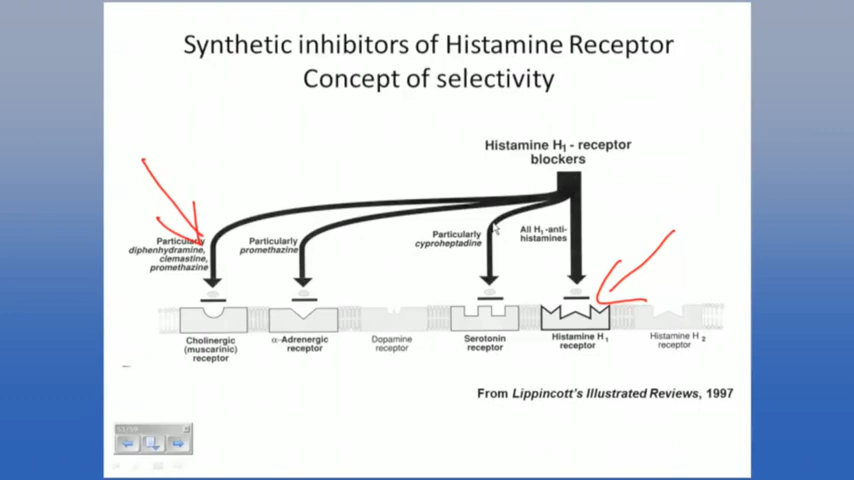 Synthetic inhibitors of Histamine Receptor
Concept of selectivity
Histamine H1 - receptor
blockers
Particularly
diphenhydramine,
clemastine,
promethazine
Particularly
promethazine
Particularly
cyproheptadine
All H1 -anti-
histamines
Cholinergic
(muscarinic)
receptor
α-Adrenergic
receptor
Dopamine
receptor
Serotonin
receptor
Histamine H1
receptor
Histamine H2
receptor
From Lippincott's Illustrated Reviews, 1997